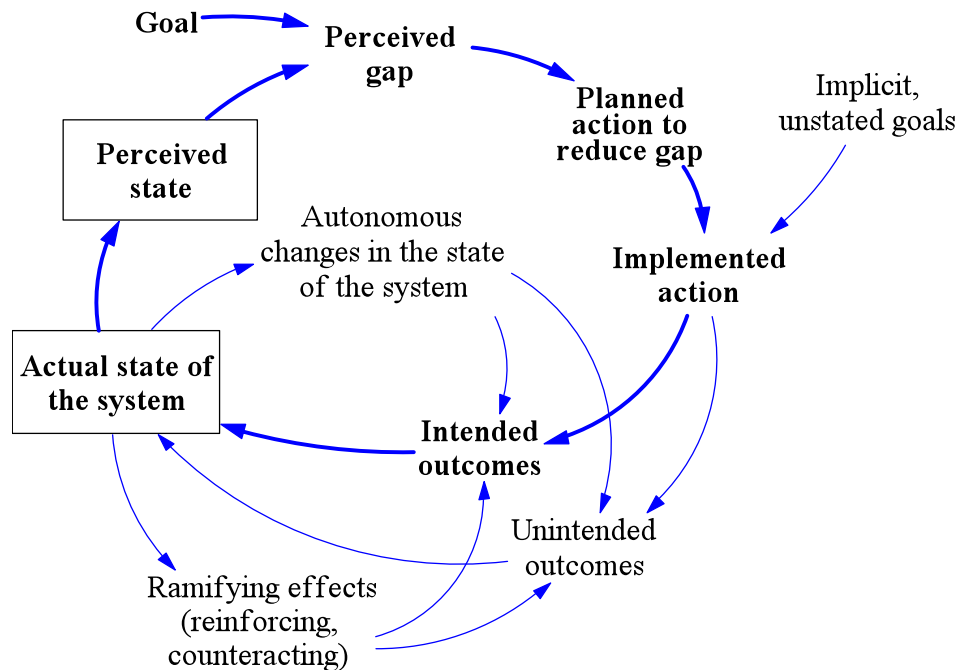 Goal
Perceived
gap
Planned
action to
reduce gap
Implicit,
unstated goals
Perceived
state
Autonomous
changes in the state
of the system
Implemented
action
Actual state of
the system
Intended
outcomes
Unintended
outcomes
Ramifying effects
(reinforcing,
counteracting)